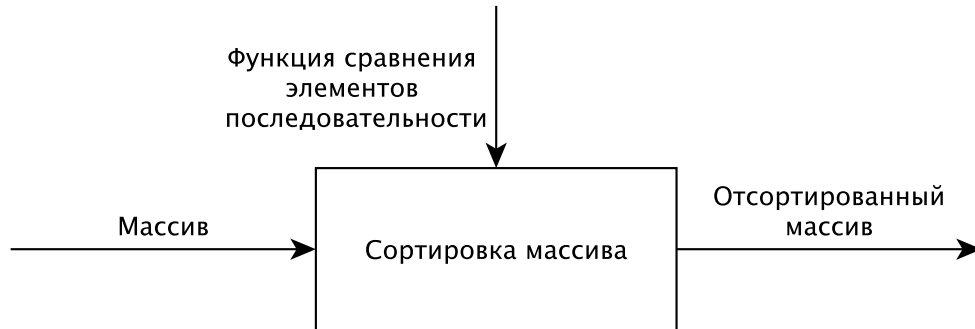 Функция сравнения
элементов
последовательности
Массив
Сортировка массива
Отсортированный
массив